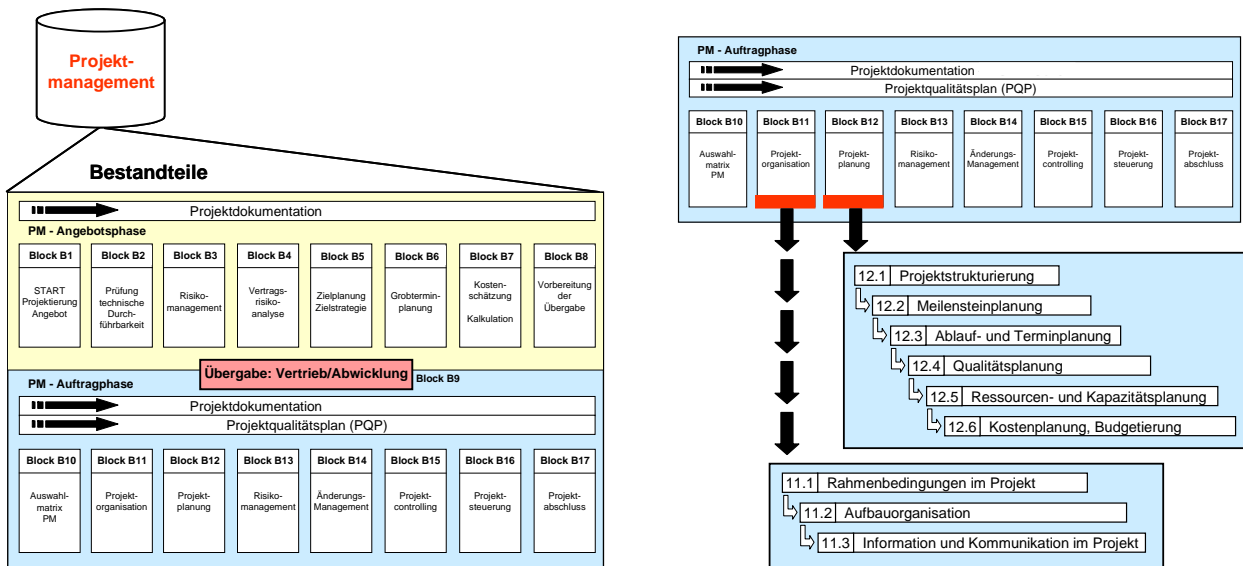 Projekt-
management
Bestandteile
Projektdokumentation
PM - Angebotsphase
Block B1
START
Projektierung
Angebot
Block B2
Prüfung
technische
Durch-
führbarkeit
Block B3
Risiko-
management
Block B4
Vertrags-
risiko-
analyse
Block B5
Zielplanung
Zielstrategie
Block B6
Grobtermin-
planung
Block B7
Kosten-
schätzung
Kalkulation
Block B8
Vorbereitung
der
Übergabe
Übergabe: Vertrieb/Abwicklung
Block B9
PM - Auftragphase
Projektdokumentation
Projektqualitätsplan (PQP)
Block B10
Auswahl-
matrix
PM
Block B11
Projekt-
organisation
Block B12
Projekt-
planung
Block B13
Risiko-
management
Block B14
Änderungs-
Management
Block B15
Projekt-
controlling
Block B16
Projekt-
steuerung
Block B17
Projekt-
abschluss
PM - Auftragphase
Projektdokumentation
Projektqualitätsplan (PQP)
Block B10
Auswahl-
matrix
PM
Block B11
Projekt-
organisation
Block B12
Projekt-
planung
Block B13
Risiko-
management
Block B14
Änderungs-
Management
Block B15
Projekt-
controlling
Block B16
Projekt-
steuerung
Block B17
Projekt-
abschluss
12.1 Projektstrukturierung
12.2 Meilensteinplanung
12.3 Ablauf- und Terminplanung
12.4 Qualitätsplanung
12.5 Ressourcen- und Kapazitätsplanung
12.6 Kostenplanung, Budgetierung
11.1 Rahmenbedingungen im Projekt
11.2 Aufbauorganisation
11.3 Information und Kommunikation im Projekt